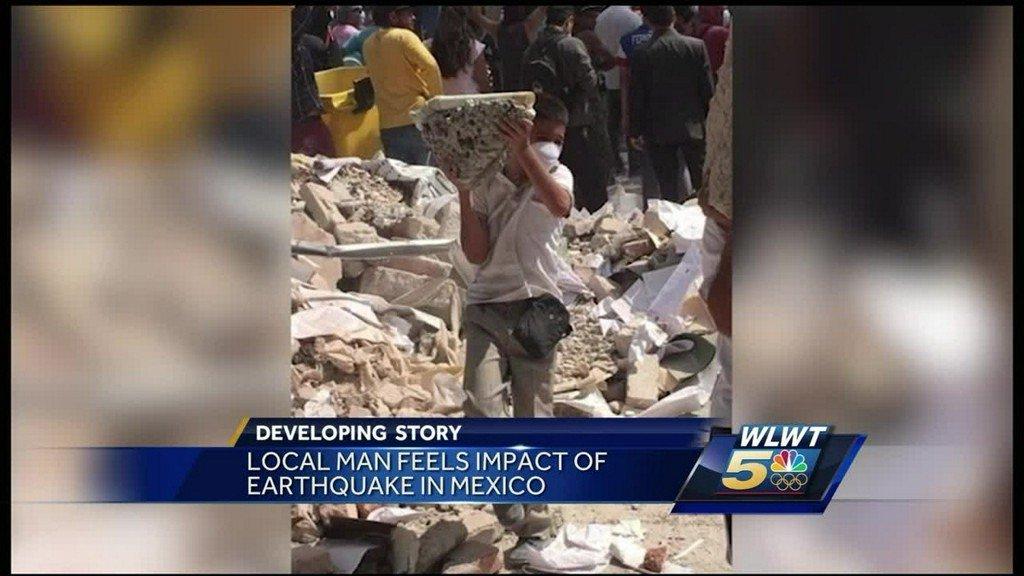 DEVELOPING STORY
LOCAL MAN FEELS IMPACT OF
EARTHQUAKE IN MEXICO
WLWT
5